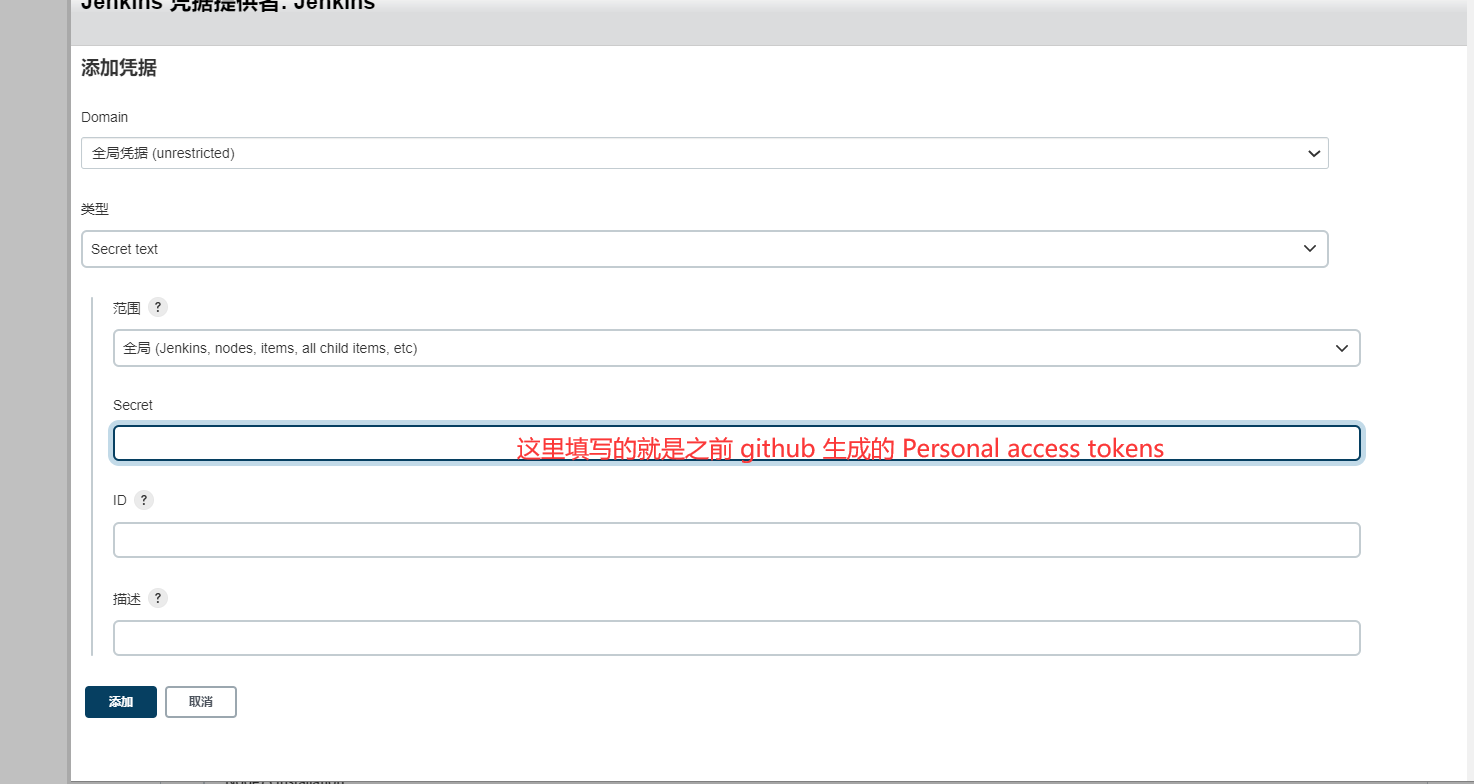 Jenkins 凭据提供者: Jenkins
添加凭据
Domain
全局凭据 (unrestricted)
类型
Secret text
范围 ?
全局 (Jenkins, nodes, items, all child items, etc)
Secret
这里填写的就是之前 github 生成的 Personal access tokens
ID ?
描述 ?
添加 取消